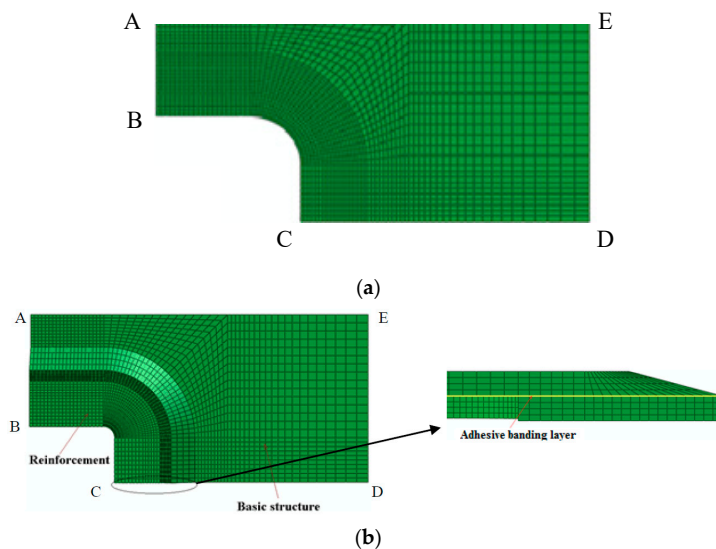 A
E
B
C
D
(a)
A
E
B
Reinforcement
Adhesive banding layer
C
Basic structure
D
(b)